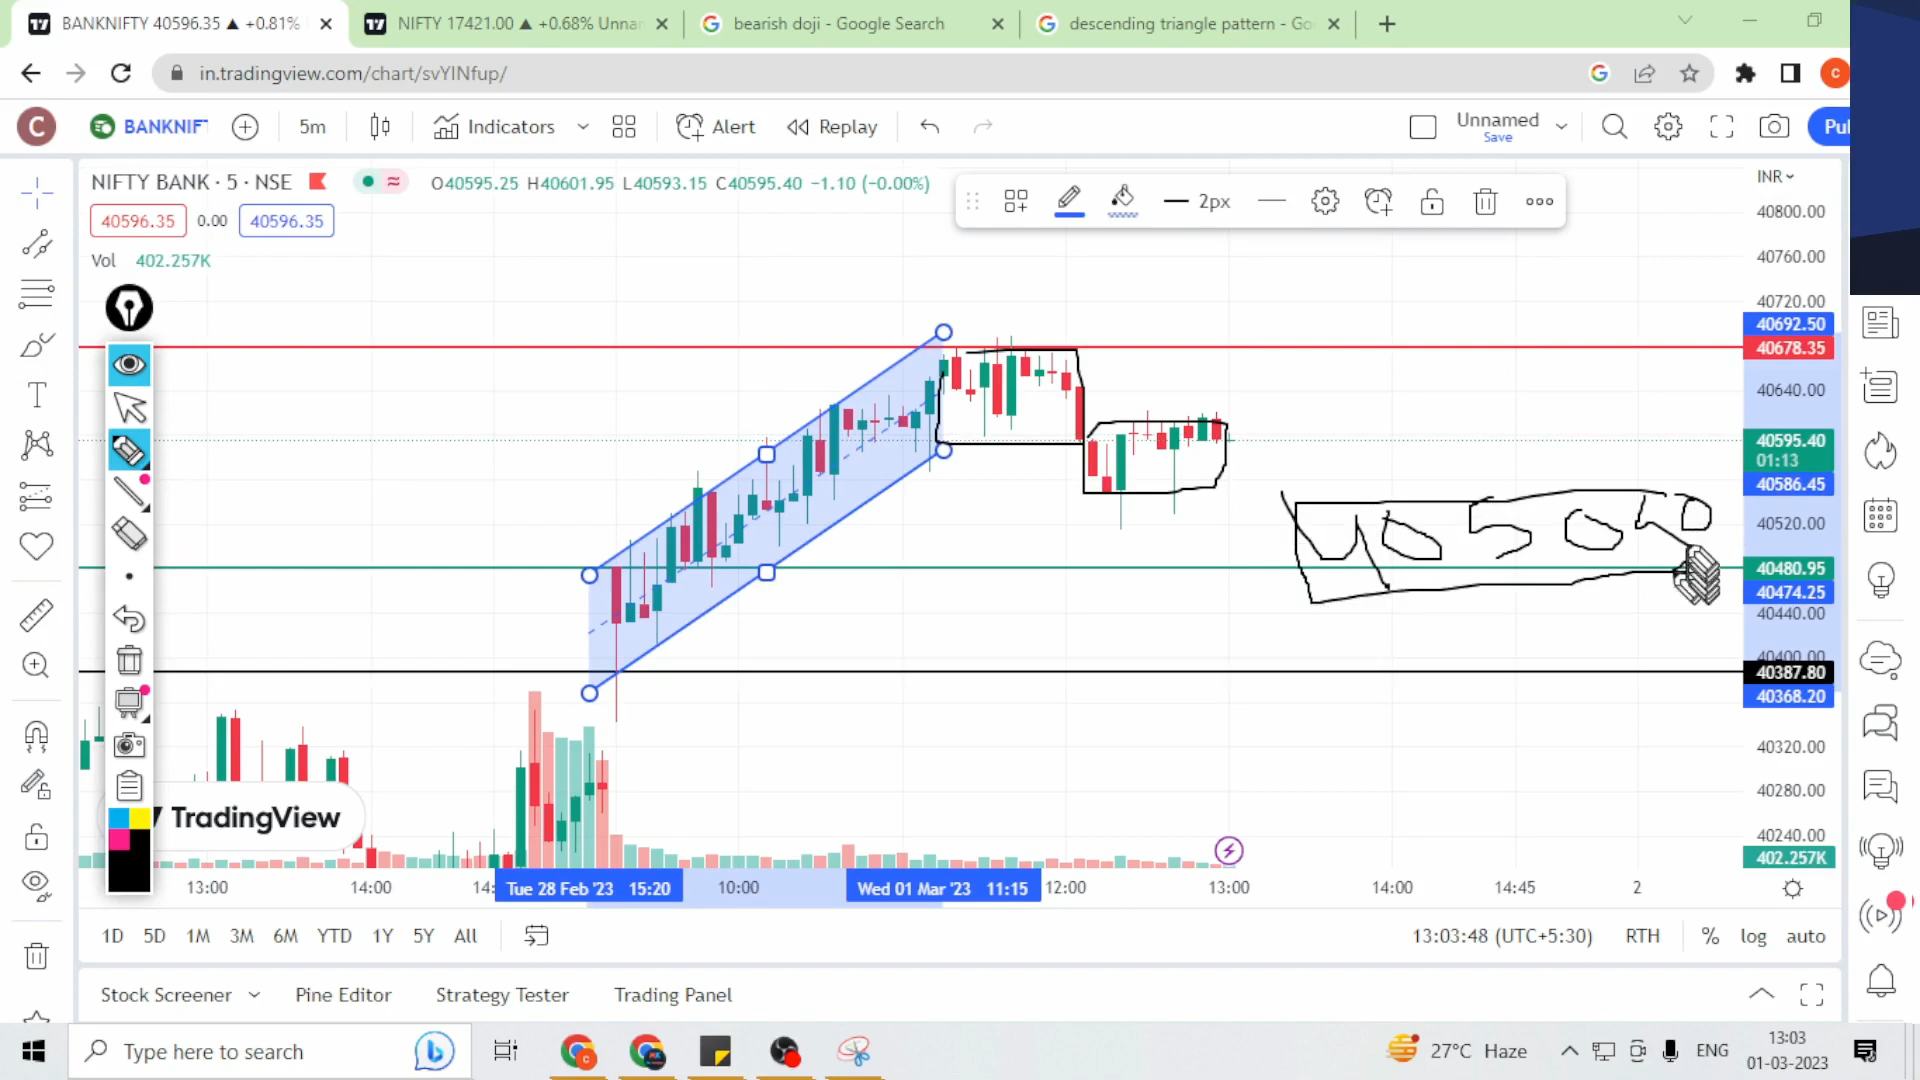 BANKNIFTY 40596.35 ▲ +0.81%
NIFTY 17421.00 ▲ +0.68% Unnar
bearish doji - Google Search
descending triangle pattern - Go
in.tradingview.com/chart/svYlNfup/
C
C
BANKNIFT
5m
Indicators
Alert
Replay
Unnamed
Save
Pu
NIFTY BANK · 5 · NSE
O40595.25 H40601.95 L40593.15 C40595.40 −1.10 (−0.00%)
2px
INR
40596.35
0.00
40596.35
Vol 402.257K
40800.00
40760.00
40720.00
40692.50
40678.35
40640.00
40595.40
01:13
40586.45
40520.00
40480.95
40474.25
40440.00
40400.00
40387.80
40368.20
40320.00
40280.00
40240.00
402.257K
TradingView
13:00
14:00
14:
Tue 28 Feb '23 15:20
10:00
Wed 01 Mar '23 11:15
12:00
13:00
14:00
14:45
2
1D 5D 1M 3M 6M YTD 1Y 5Y All
13:03:48 (UTC+5:30)
RTH
%
log
auto
Stock Screener
Pine Editor
Strategy Tester
Trading Panel
Type here to search
27°C Haze
ENG
13:03
01-03-2023